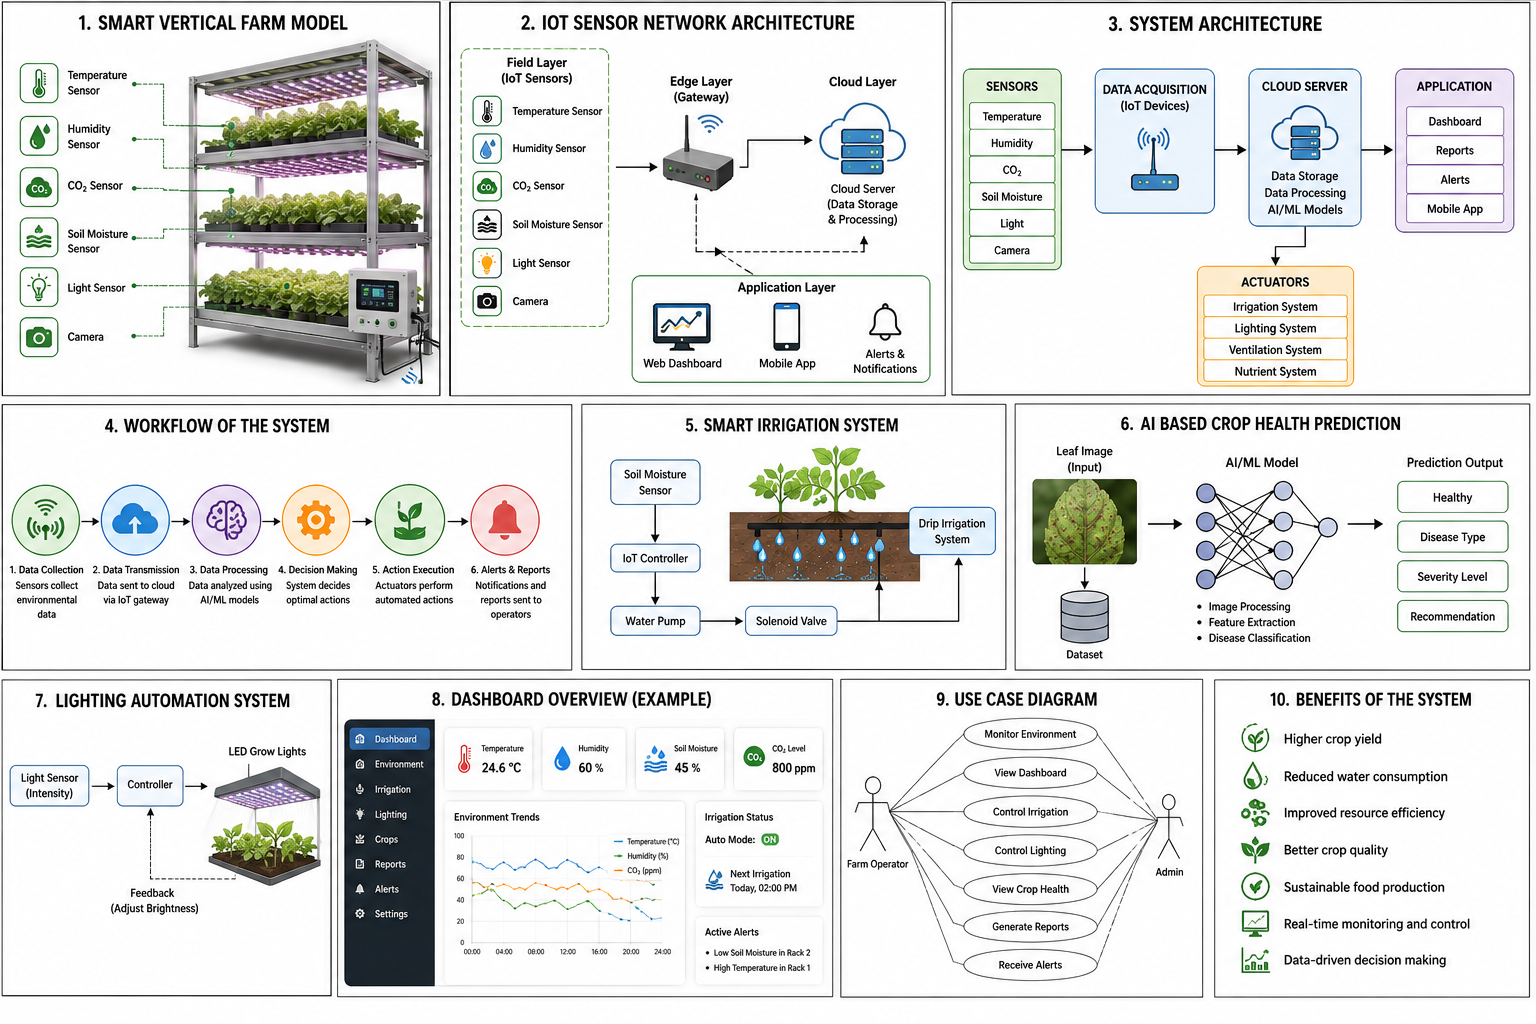 1. SMART VERTICAL FARM MODEL
Temperature
Sensor
Humidity
Sensor
CO₂
CO₂ Sensor
Soil Moisture
Sensor
Light Sensor
Camera
2. IOT SENSOR NETWORK ARCHITECTURE
Field Layer
(IoT Sensors)
Temperature Sensor
Humidity Sensor
CO₂
CO₂ Sensor
Soil Moisture Sensor
Light Sensor
Camera
Edge Layer
(Gateway)
Cloud Layer
Cloud Server
(Data Storage
& Processing)
Application Layer
Web Dashboard
Mobile App
Alerts &
Notifications
3. SYSTEM ARCHITECTURE
SENSORS
Temperature
Humidity
CO₂
Soil Moisture
Light
Camera
DATA ACQUISITION
(IoT Devices)
CLOUD SERVER
Data Storage
Data Processing
AI/ML Models
APPLICATION
Dashboard
Reports
Alerts
Mobile App
ACTUATORS
Irrigation System
Lighting System
Ventilation System
Nutrient System
4. WORKFLOW OF THE SYSTEM
1. Data Collection
Sensors collect
environmental
data
2. Data Transmission
Data sent to cloud
via IoT gateway
3. Data Processing
Data analyzed using
AI/ML models
4. Decision Making
System decides
optimal actions
5. Action Execution
Actuators perform
automated actions
6. Alerts & Reports
Notifications and
reports sent to
operators
5. SMART IRRIGATION SYSTEM
Soil Moisture
Sensor
IoT Controller
Water Pump
Solenoid Valve
Drip Irrigation
System
6. AI BASED CROP HEALTH PREDICTION
Leaf Image
(Input)
Dataset
AI/ML Model
• Image Processing
• Feature Extraction
• Disease Classification
Prediction Output
Healthy
Disease Type
Severity Level
Recommendation
7. LIGHTING AUTOMATION SYSTEM
LED Grow Lights
Light Sensor
(Intensity)
Controller
Feedback
(Adjust Brightness)
8. DASHBOARD OVERVIEW (EXAMPLE)
Dashboard
Environment
Irrigation
Lighting
Crops
Reports
Alerts
Settings
Temperature
24.6 °C
Humidity
60 %
Soil Moisture
45 %
CO₂
CO₂ Level
800 ppm
Environment Trends
100
80
60
40
20
0
00:00
04:00
08:00
12:00
16:00
20:00
24:00
Temperature (°C)
Humidity (%)
CO₂ (ppm)
Irrigation Status
Auto Mode: ON
Next Irrigation
Today, 02:00 PM
Active Alerts
• Low Soil Moisture in Rack 2
• High Temperature in Rack 1
9. USE CASE DIAGRAM
Monitor Environment
View Dashboard
Control Irrigation
Control Lighting
View Crop Health
Generate Reports
Receive Alerts
Farm Operator
Admin
10. BENEFITS OF THE SYSTEM
Higher crop yield
Reduced water consumption
Improved resource efficiency
Better crop quality
Sustainable food production
Real-time monitoring and control
Data-driven decision making